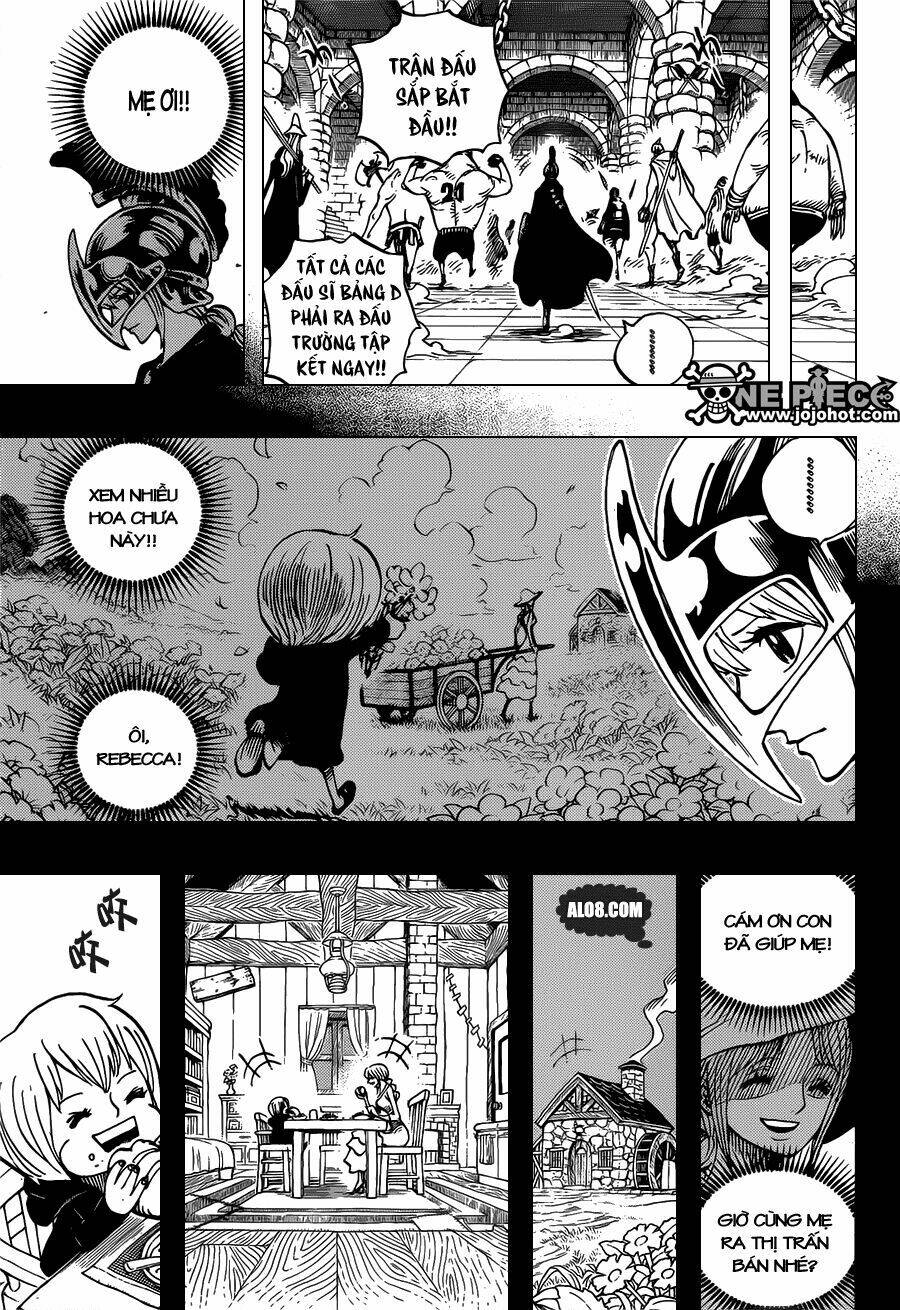 TRẬN ĐẤU
SẮP BẮT
ĐẦU!!
24
TẤT CẢ CÁC
ĐẤU SĨ BẢNG D
PHẢI RA ĐẤU
TRƯỜNG TẬP
KẾT NGAY!!
MẸ ƠI!!!
ONE PIECE
www.jojohot.com
XEM NHIỀU
HOA CHƯA
NÀY!!
ÔI,
REBECCA!
CÁM ƠN CON
ĐÃ GIÚP MẸ!
GIỜ CÙNG MẸ
RA THỊ TRẤN
BÁN NHÉ?
ALO8.COM